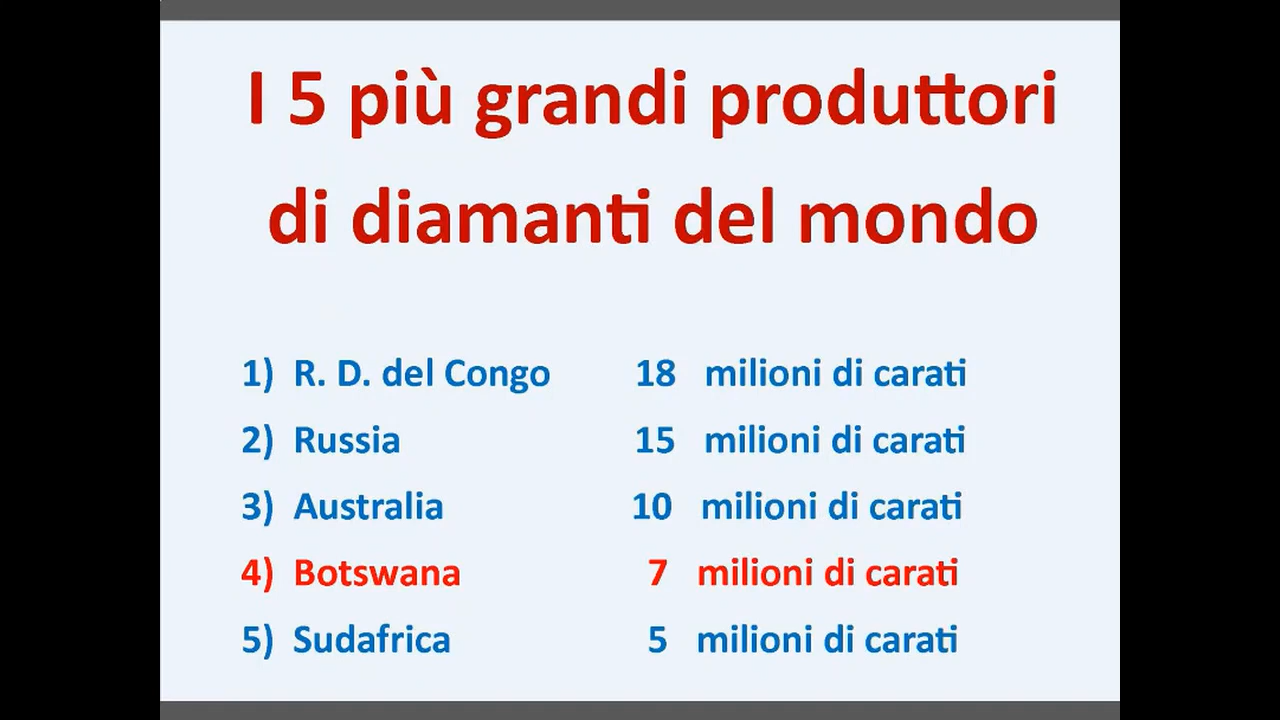 I 5 più grandi produttori
di diamanti del mondo
1) R. D. del Congo 18 milioni di carati
2) Russia 15 milioni di carati
3) Australia 10 milioni di carati
4) Botswana 7 milioni di carati
5) Sudafrica 5 milioni di carati